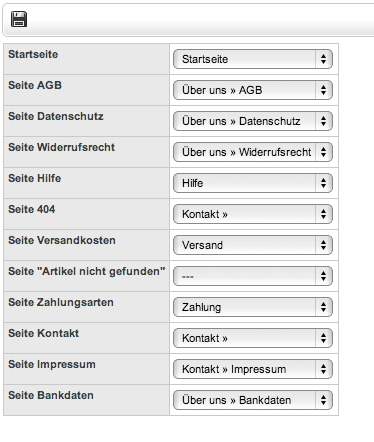 Startseite Startseite
Seite AGB Über uns » AGB
Seite Datenschutz Über uns » Datenschutz
Seite Widerrufsrecht Über uns » Widerrufsrecht
Seite Hilfe Hilfe
Seite 404 Kontakt »
Seite Versandkosten Versand
Seite "Artikel nicht gefunden" ---
Seite Zahlungsarten Zahlung
Seite Kontakt Kontakt »
Seite Impressum Kontakt » Impressum
Seite Bankdaten Über uns » Bankdaten